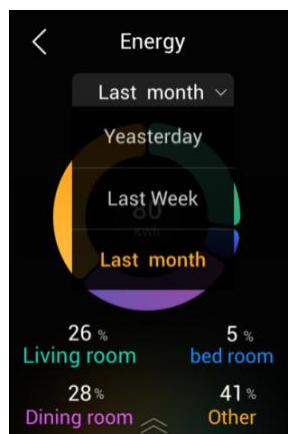 Energy
Last month
Yeasterday
Last Week
80
KWh
Last month
26 % 5 %
Living room bed room
28 % 41 %
Dining room Other